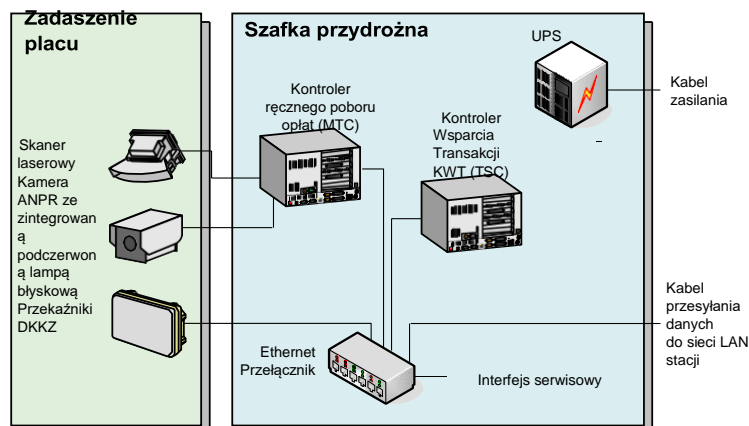 Zadaszenie
placu
Skaner
laserowy
Kamera
ANPR ze
zintegrowan
ą
podczerwon
ą lampą
błyskową
Przekaźniki
DKKZ
Szafka przydrożna
UPS
Kabel
zasilania
Kontroler
ręcznego poboru
opłat (MTC)
Kontroler
Wsparcia
Transakcji
KWT (TSC)
Ethernet
Przełącznik
Interfejs serwisowy
Kabel
przesyłania
danych
do sieci LAN
stacji